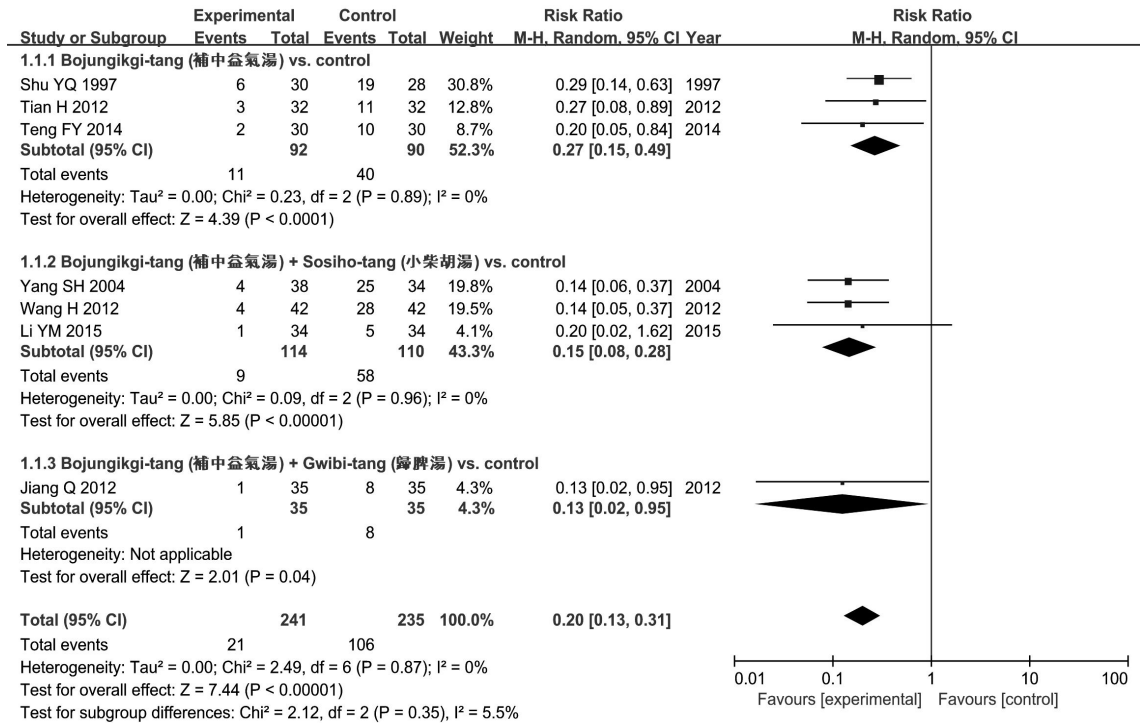 Experimental Control Risk Ratio Risk Ratio
Study or Subgroup Events Total Events Total Weight M-H, Random, 95% CI Year M-H, Random, 95% CI
1.1.1 Bojungikgi-tang (補中益氣湯) vs. control
Shu YQ 1997 6 30 19 28 30.8% 0.29 [0.14, 0.63] 1997
Tian H 2012 3 32 11 32 12.8% 0.27 [0.08, 0.89] 2012
Teng FY 2014 2 30 10 30 8.7% 0.20 [0.05, 0.84] 2014
Subtotal (95% CI) 92 90 52.3% 0.27 [0.15, 0.49]
Total events 11 40
Heterogeneity: Tau² = 0.00; Chi² = 0.23, df = 2 (P = 0.89); I² = 0%
Test for overall effect: Z = 4.39 (P < 0.0001)
1.1.2 Bojungikgi-tang (補中益氣湯) + Sosiho-tang (小柴胡湯) vs. control
Yang SH 2004 4 38 25 34 19.8% 0.14 [0.06, 0.37] 2004
Wang H 2012 4 42 28 42 19.5% 0.14 [0.05, 0.37] 2012
Li YM 2015 1 34 5 34 4.1% 0.20 [0.02, 1.62] 2015
Subtotal (95% CI) 114 110 43.3% 0.15 [0.08, 0.28]
Total events 9 58
Heterogeneity: Tau² = 0.00; Chi² = 0.09, df = 2 (P = 0.96); I² = 0%
Test for overall effect: Z = 5.85 (P < 0.00001)
1.1.3 Bojungikgi-tang (補中益氣湯) + Gwibi-tang (歸脾湯) vs. control
Jiang Q 2012 1 35 8 35 4.3% 0.13 [0.02, 0.95] 2012
Subtotal (95% CI) 35 35 4.3% 0.13 [0.02, 0.95]
Total events 1 8
Heterogeneity: Not applicable
Test for overall effect: Z = 2.01 (P = 0.04)
Total (95% CI) 241 235 100.0% 0.20 [0.13, 0.31]
Total events 21 106
Heterogeneity: Tau² = 0.00; Chi² = 2.49, df = 6 (P = 0.87); I² = 0%
Test for overall effect: Z = 7.44 (P < 0.00001)
Test for subgroup differences: Chi² = 2.12, df = 2 (P = 0.35), I² = 5.5%
0.01 0.1 1 10 100
Favours [experimental] Favours [control]